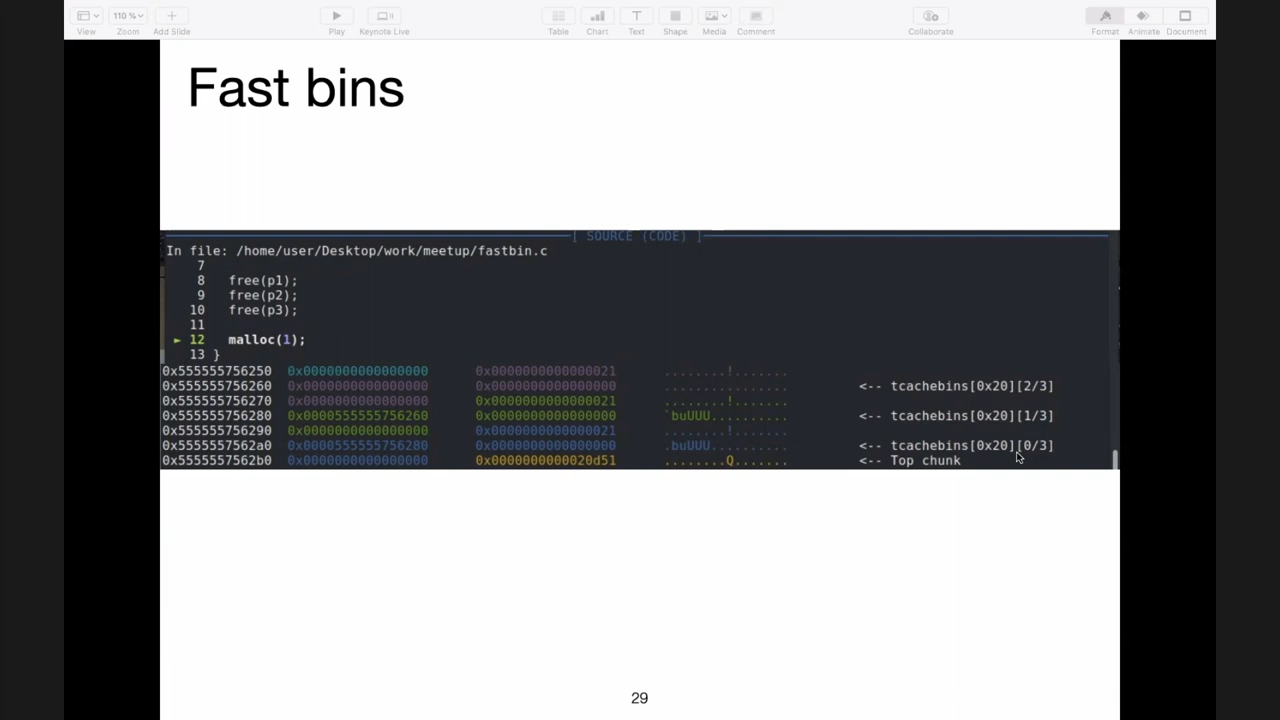 110 %
View
Zoom
Add Slide
Play
Keynote Live
Table
Chart
Text
Shape
Media
Comment
Collaborate
Format
Animate
Document
Fast bins
[ SOURCE (CODE) ]
In file: /home/user/Desktop/work/meetup/fastbin.c
7
8 free(p1);
9 free(p2);
10 free(p3);
11
► 12 malloc(1);
13 }
0x555555756250 0x0000000000000000 0x0000000000000021 ........!.......
0x555555756260 0x0000000000000000 0x0000000000000000 ................ <-- tcachebins[0x20][2/3]
0x555555756270 0x0000000000000000 0x0000000000000021 ........!.......
0x555555756280 0x0000555555756260 0x0000000000000000 `buUUU.......... <-- tcachebins[0x20][1/3]
0x555555756290 0x0000000000000000 0x0000000000000021 ........!.......
0x5555557562a0 0x0000555555756280 0x0000000000000000 .buUUU.......... <-- tcachebins[0x20][0/3]
0x5555557562b0 0x0000000000000000 0x0000000000020d51 ........Q....... <-- Top chunk
29